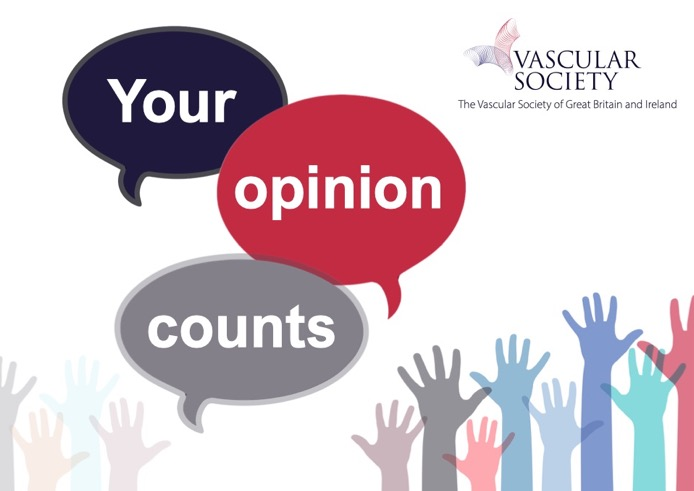 Your
opinion
counts
VASCULAR
SOCIETY
The Vascular Society of Great Britain and Ireland